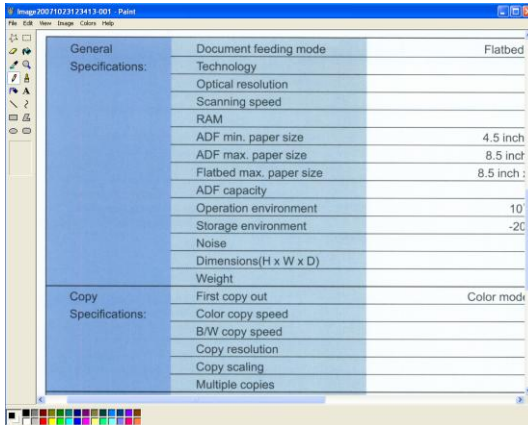 Image20071023123413-001 - Paint
File Edit View Image Colors Help
General Document feeding mode Flatbed
Specifications: Technology
Optical resolution
Scanning speed
RAM
ADF min. paper size 4.5 inch
ADF max. paper size 8.5 inch
Flatbed max. paper size 8.5 inch
ADF capacity
Operation environment 10
Storage environment -20
Noise
Dimensions(H x W x D)
Weight
Copy First copy out Color mode
Specifications: Color copy speed
B/W copy speed
Copy resolution
Copy scaling
Multiple copies